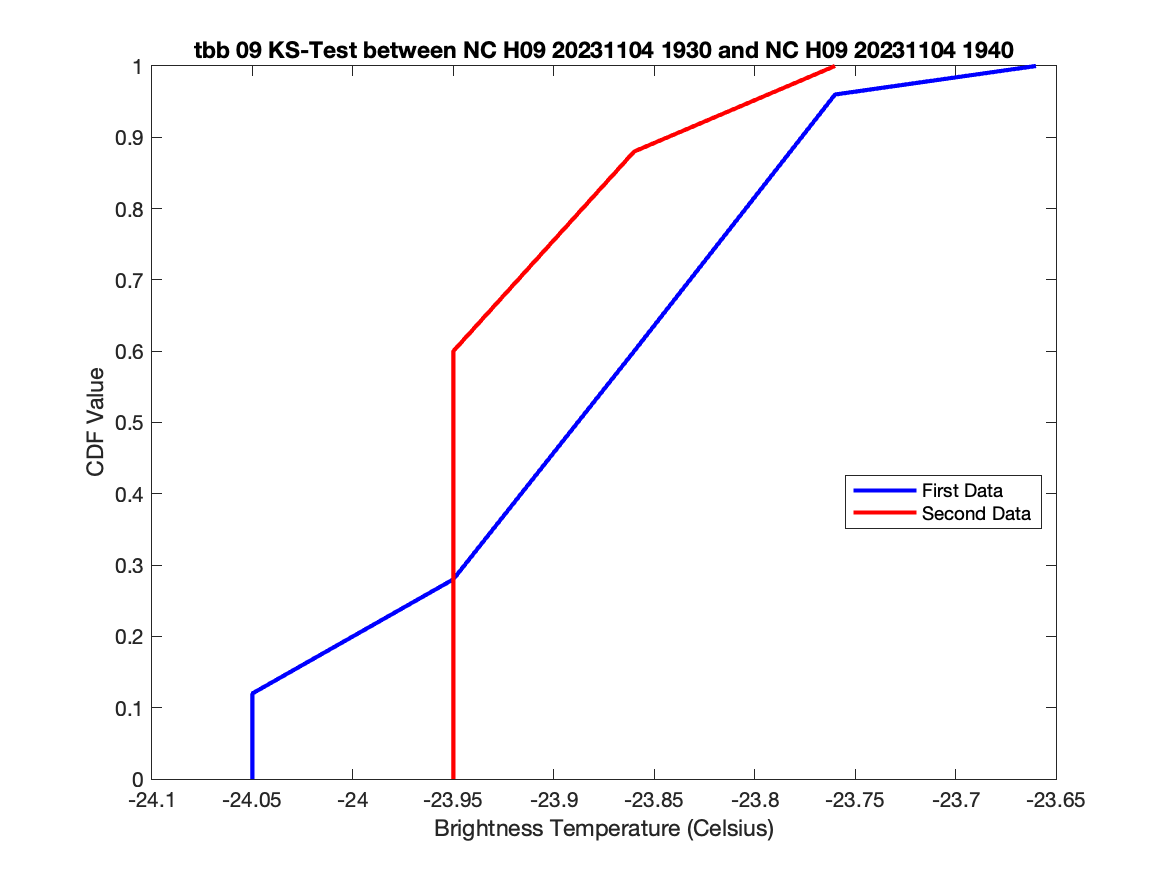 tbb 09 KS-Test between NC H09 20231104 1930 and NC H09 20231104 1940
1
0.9
0.8
0.7
0.6
0.5
0.4
0.3
0.2
0.1
0
CDF Value
First Data
Second Data
-24.1 -24.05 -24 -23.95 -23.9 -23.85 -23.8 -23.75 -23.7 -23.65
Brightness Temperature (Celsius)